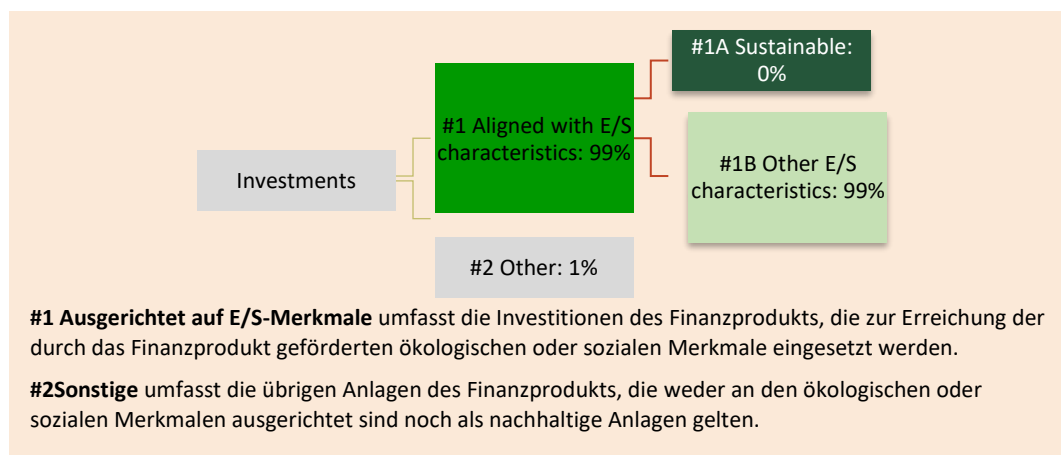 #1A Sustainable:
0%
#1 Aligned with E/S
characteristics: 99%
Investments
#1B Other E/S
characteristics: 99%
#2 Other: 1%
#1 Ausgerichtet auf E/S-Merkmale umfasst die Investitionen des Finanzprodukts, die zur Erreichung der
durch das Finanzprodukt geförderten ökologischen oder sozialen Merkmale eingesetzt werden.
#2Sonstige umfasst die übrigen Anlagen des Finanzprodukts, die weder an den ökologischen oder
sozialen Merkmalen ausgerichtet sind noch als nachhaltige Anlagen gelten.